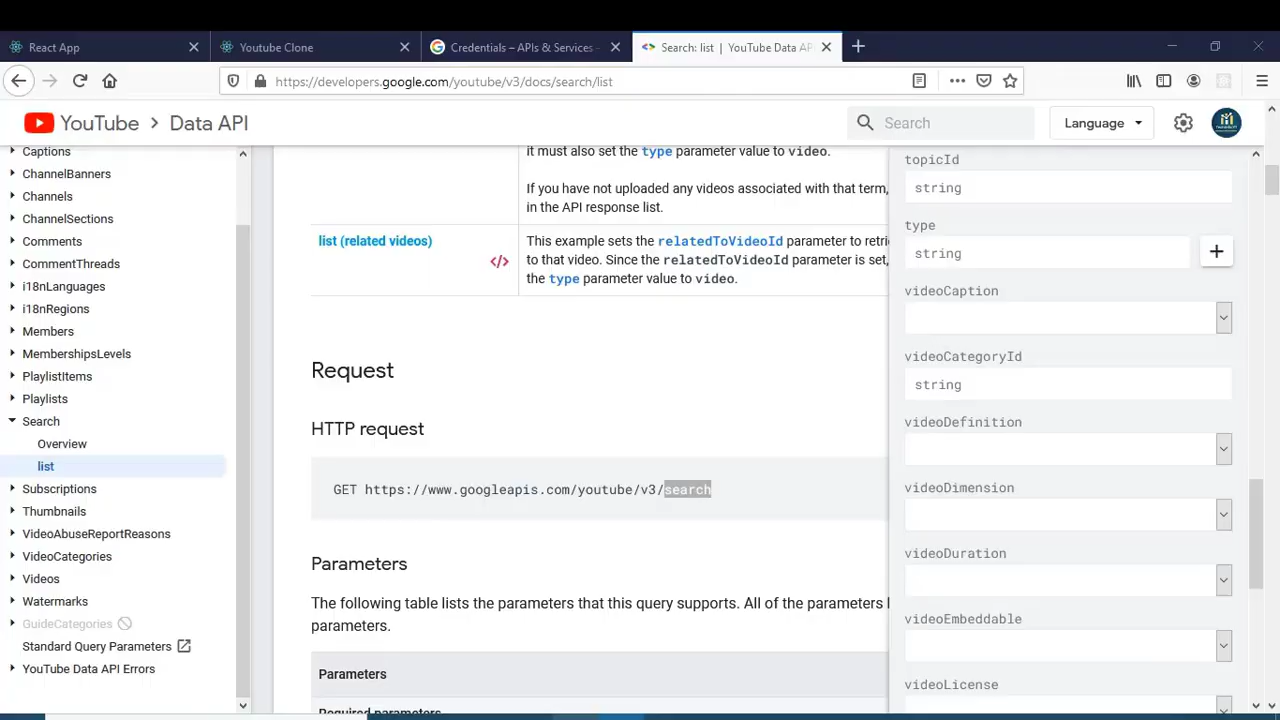 React App
Youtube Clone
Credentials – APIs & Services -
Search: list | YouTube Data AP
https://developers.google.com/youtube/v3/docs/search/list
YouTube > Data API
Search
Language
Captions
ChannelBanners
Channels
ChannelSections
Comments
CommentThreads
i18nLanguages
i18nRegions
Members
MembershipsLevels
PlaylistItems
Playlists
Search
Overview
list
Subscriptions
Thumbnails
VideoAbuseReportReasons
VideoCategories
Videos
Watermarks
GuideCategories
Standard Query Parameters
YouTube Data API Errors
it must also set the type parameter value to video.
If you have not uploaded any videos associated with that term,
in the API response list.
list (related videos)
</>
This example sets the relatedToVideoId parameter to retri
to that video. Since the relatedToVideoId parameter is set,
the type parameter value to video.
Request
HTTP request
GET https://www.googleapis.com/youtube/v3/search
Parameters
The following table lists the parameters that this query supports. All of the parameters l
parameters.
Parameters
Required parameters
topicId
string
type
string
+
videoCaption
videoCategoryId
string
videoDefinition
videoDimension
videoDuration
videoEmbeddable
videoLicense